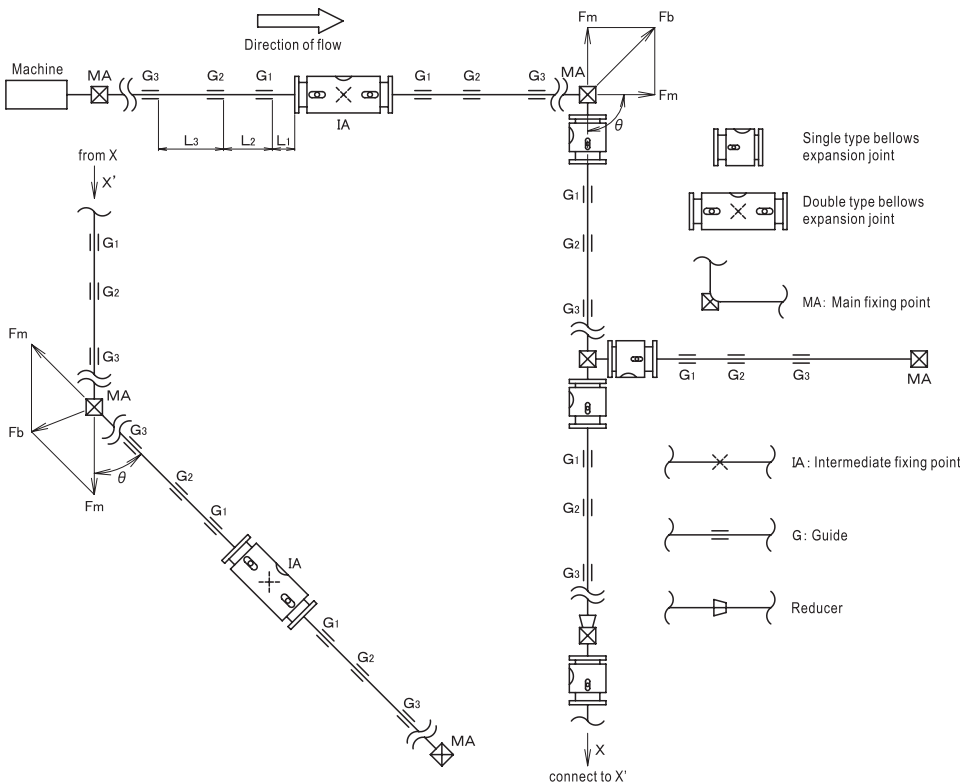 Direction of flow
Machine
MA
G3
G2
G1
IA
G1
G2
G3
MA
Fm
Fb
Fm
θ
L3
L2
L1
from X
X'
G1
G2
G3
MA
Fm
Fb
Fm
θ
G3
G2
G1
IA
G1
G2
G3
MA
G1
G2
G3
G1
G2
G3
MA
G1
G2
G3
X
connect to X'
Single type bellows
expansion joint
Double type bellows
expansion joint
MA: Main fixing point
IA: Intermediate fixing point
G: Guide
Reducer